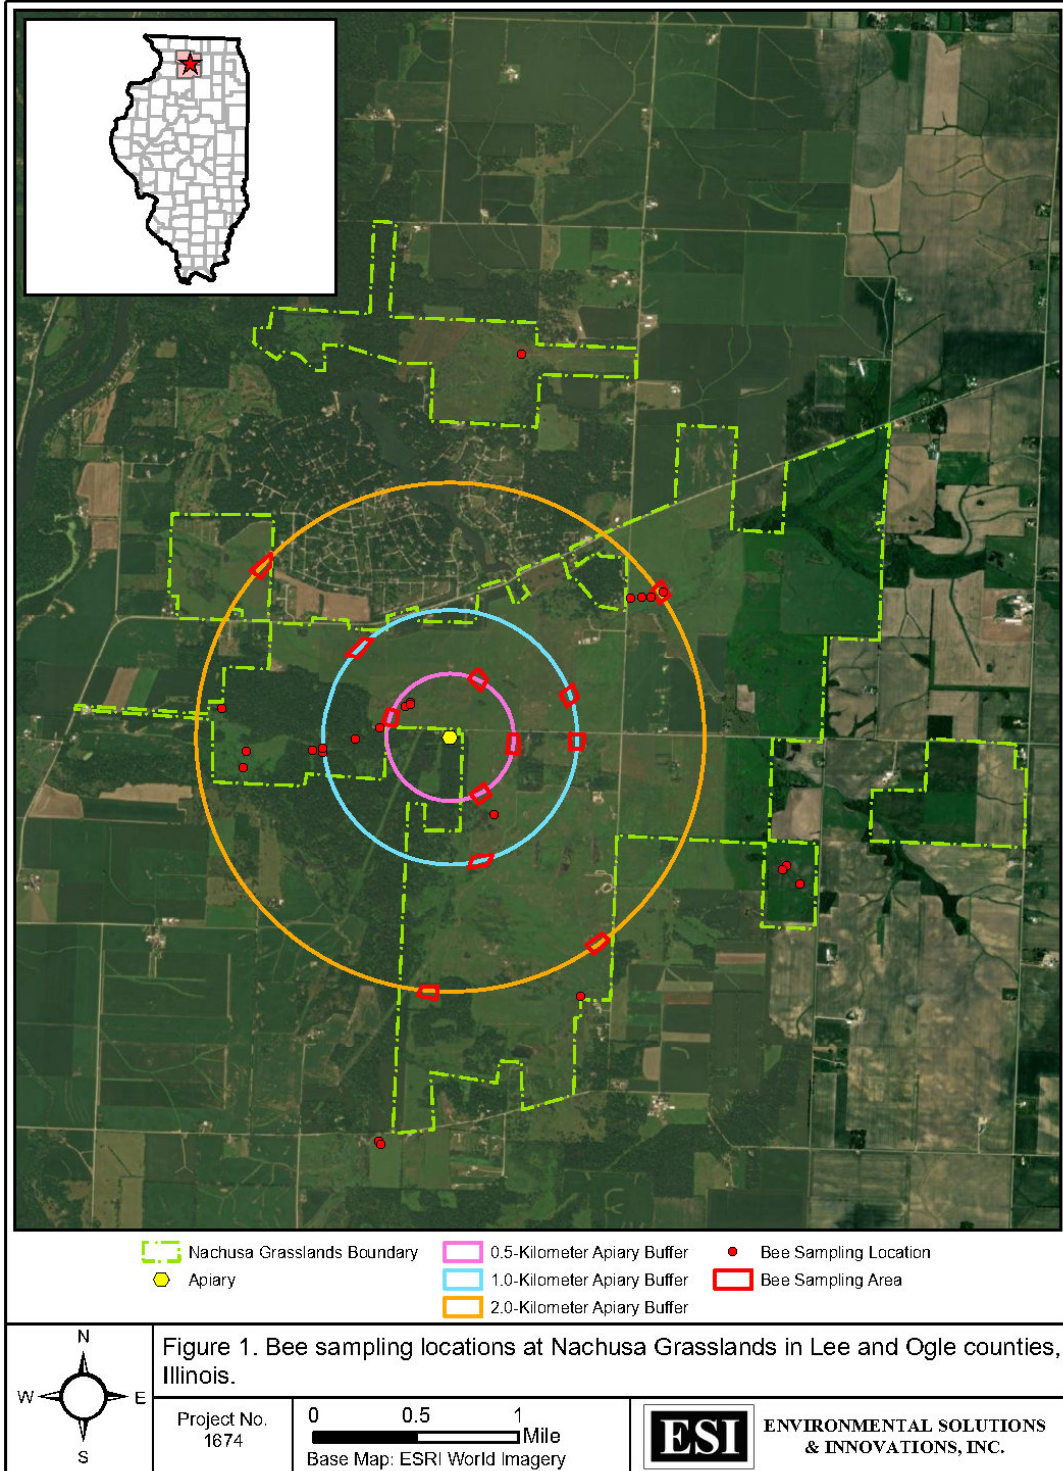 Nachusa Grasslands Boundary
Apiary
0.5-Kilometer Apiary Buffer
1.0-Kilometer Apiary Buffer
2.0-Kilometer Apiary Buffer
Bee Sampling Location
Bee Sampling Area
N
W E
S
Figure 1. Bee sampling locations at Nachusa Grasslands in Lee and Ogle counties,
Illinois.
Project No.
1674
0 0.5 1
Mile
Base Map: ESRI World Imagery
ESI
ENVIRONMENTAL SOLUTIONS
& INNOVATIONS, INC.